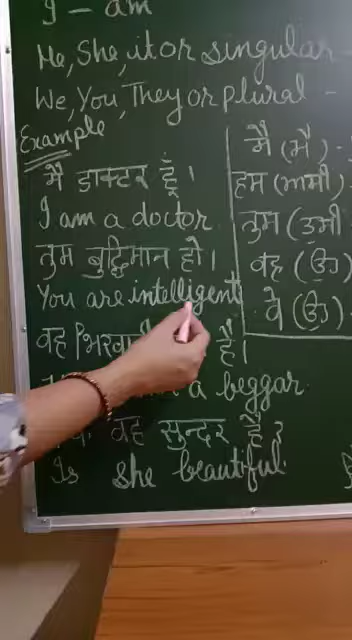 I - am
He, She, it or singular -
We, You, They or plural -
Example
मैं डाक्टर हूँ।
I am a doctor
तुम बुद्धिमान हो।
You are intelligent
वह है।
a beggar
वह सुन्दर है?
Is she beautiful.
मैं (मैं) -
हम (আমী) -
तुम
वह
वे